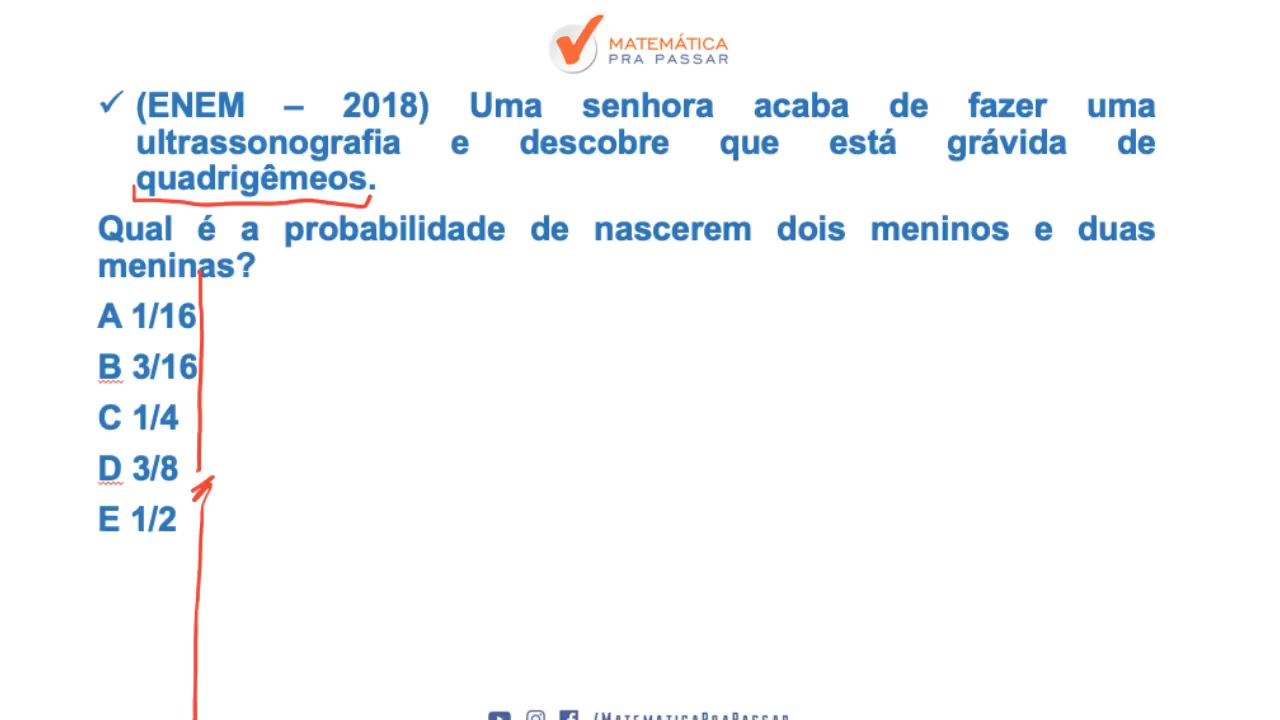 MATEMÁTICA
PRA PASSAR
✓ (ENEM – 2018) Uma senhora acaba de fazer uma
ultrassonografia e descobre que está grávida de
quadrigêmeos.
Qual é a probabilidade de nascerem dois meninos e duas
meninas?
A 1/16
B 3/16
C 1/4
D 3/8
E 1/2
/MATEMATICAPRAPASSAR